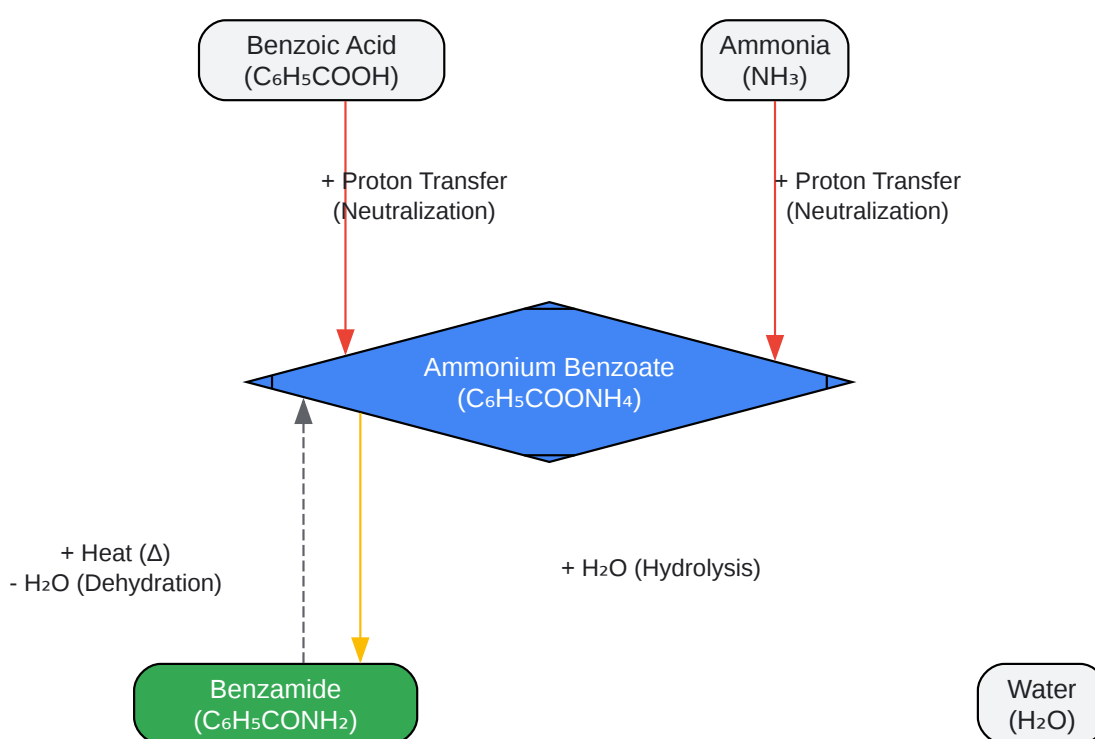 Benzoic Acid
(C₆H₅COOH)
Ammonia
(NH₃)
+ Proton Transfer
(Neutralization)
+ Proton Transfer
(Neutralization)
Ammonium Benzoate
(C₆H₅COONH₄)
+ Heat (Δ)
- H₂O (Dehydration)
+ H₂O (Hydrolysis)
Benzamide
(C₆H₅CONH₂)
Water
(H₂O)